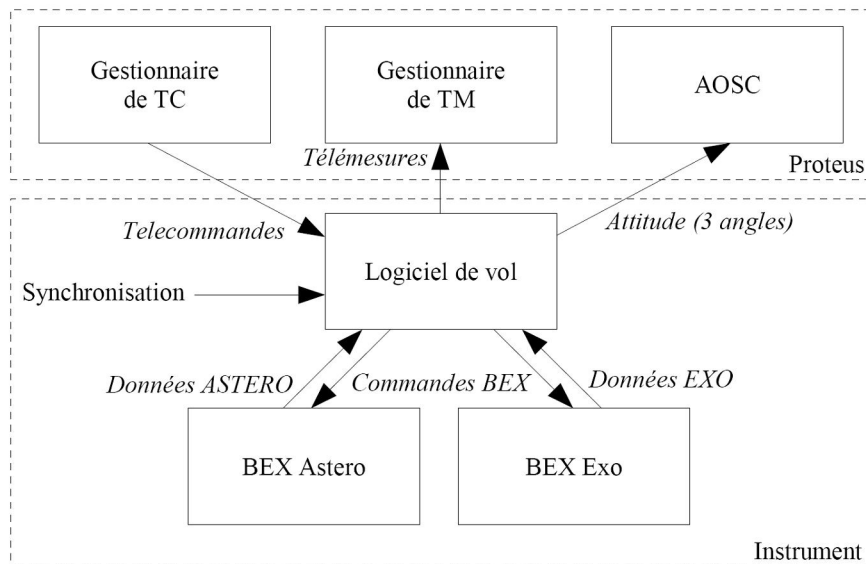 Gestionnaire
de TC
Gestionnaire
de TM
AOSC
Télémesures
Proteus
Telecommandes
Attitude (3 angles)
Logiciel de vol
Synchronisation
Données ASTERO
Commandes BEX
Données EXO
BEX Astero
BEX Exo
Instrument